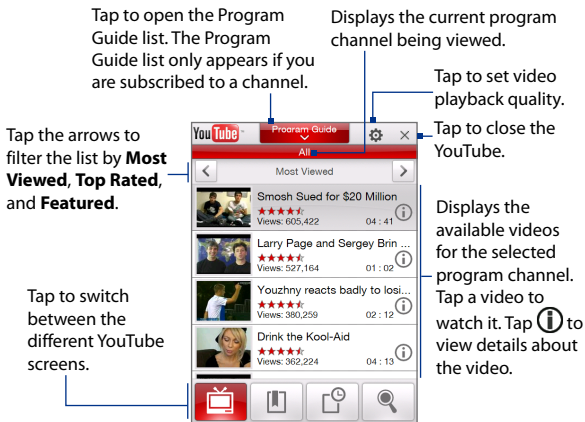 Tap to open the Program
Guide list. The Program
Guide list only appears if you
are subscribed to a channel.
Displays the current program
channel being viewed.
Tap to set video
playback quality.
Tap to close the
YouTube.
Tap the arrows to
filter the list by Most
Viewed, Top Rated,
and Featured.
You Tube
Program Guide
All
Most Viewed
Smosh Sued for $20 Million
Views: 605,422 04 : 41
Larry Page and Sergey Brin ...
Views: 527,164 01 : 02
Youzhny reacts badly to losi...
Views: 380,259 02 : 12
Drink the Kool-Aid
Views: 362,224 04 : 13
Displays the
available videos
for the selected
program channel.
Tap a video to
watch it. Tap i to
view details about
the video.
Tap to switch
between the
different YouTube
screens.